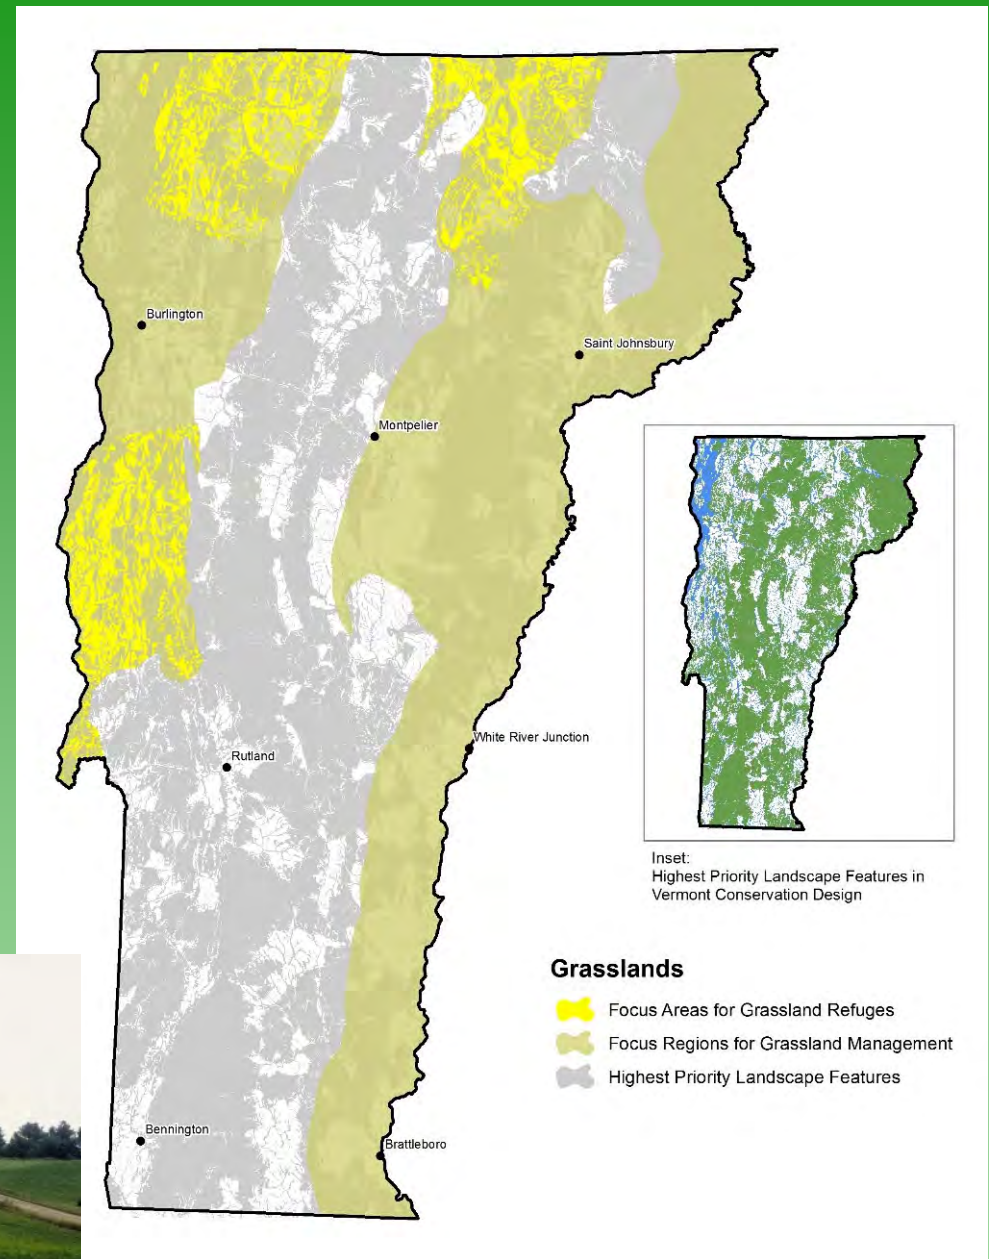 Burlington
Saint Johnsbury
Montpelier
White River Junction
Rutland
Inset:
Highest Priority Landscape Features in
Vermont Conservation Design
Grasslands
Focus Areas for Grassland Refuges
Focus Regions for Grassland Management
Highest Priority Landscape Features
Bennington
Brattleboro